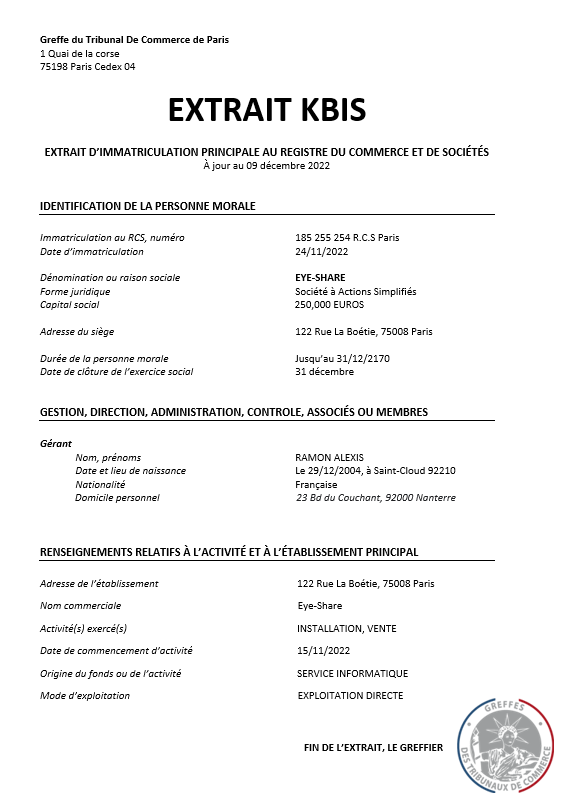 Greffe du Tribunal De Commerce de Paris
1 Quai de la corse
75198 Paris Cedex 04
EXTRAIT KBIS
EXTRAIT D’IMMATRICULATION PRINCIPALE AU REGISTRE DU COMMERCE ET DE SOCIÉTÉS
À jour au 09 décembre 2022
IDENTIFICATION DE LA PERSONNE MORALE
Immatriculation au RCS, numéro 185 255 254 R.C.S Paris
Date d’immatriculation 24/11/2022
Dénomination ou raison sociale EYE-SHARE
Forme juridique Société à Actions Simplifiés
Capital social 250,000 EUROS
Adresse du siège 122 Rue La Boétie, 75008 Paris
Durée de la personne morale Jusqu’au 31/12/2170
Date de clôture de l’exercice social 31 décembre
GESTION, DIRECTION, ADMINISTRATION, CONTROLE, ASSOCIÉS OU MEMBRES
Gérant
Nom, prénoms RAMON ALEXIS
Date et lieu de naissance Le 29/12/2004, à Saint-Cloud 92210
Nationalité Française
Domicile personnel 23 Bd du Couchant, 92000 Nanterre
RENSEIGNEMENTS RELATIFS À L’ACTIVITÉ ET À L’ÉTABLISSEMENT PRINCIPAL
Adresse de l’établissement 122 Rue La Boétie, 75008 Paris
Nom commerciale Eye-Share
Activité(s) exercé(s) INSTALLATION, VENTE
Date de commencement d’activité 15/11/2022
Origine du fonds ou de l’activité SERVICE INFORMATIQUE
Mode d’exploitation EXPLOITATION DIRECTE
FIN DE L’EXTRAIT, LE GREFFIER
GREFFES
DES TRIBUNAUX DE COMMERCE